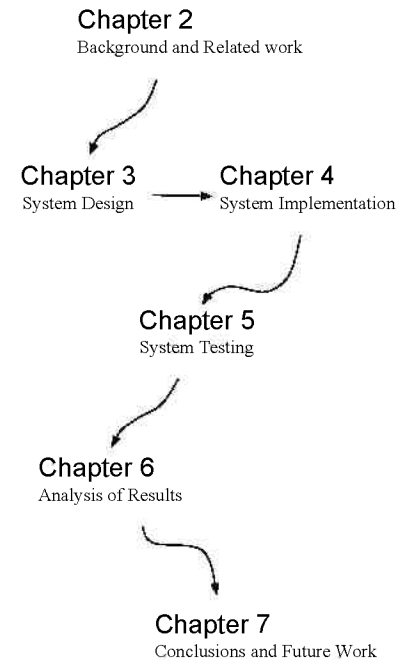 Chapter 2
Background and Related work
Chapter 3
System Design
Chapter 4
System Implementation
Chapter 5
System Testing
Chapter 6
Analysis of Results
Chapter 7
Conclusions and Future Work